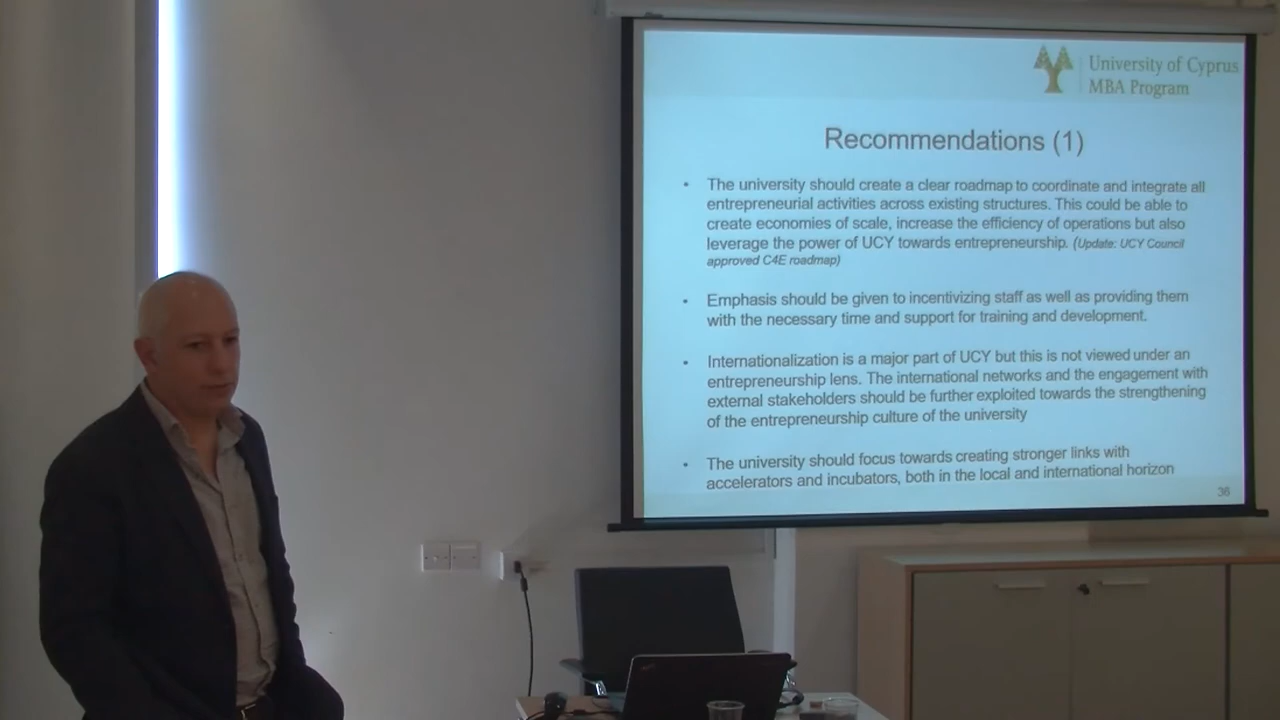 University of Cyprus
MBA Program
Recommendations (1)
• The university should create a clear roadmap to coordinate and integrate all
entrepreneurial activities across existing structures. This could be able to
create economies of scale, increase the efficiency of operations but also
leverage the power of UCY towards entrepreneurship. (Update: UCY Council
approved C4E roadmap)
• Emphasis should be given to incentivizing staff as well as providing them
with the necessary time and support for training and development.
• Internationalization is a major part of UCY but this is not viewed under an
entrepreneurship lens. The international networks and the engagement with
external stakeholders should be further exploited towards the strengthening
of the entrepreneurship culture of the university
• The university should focus towards creating stronger links with
accelerators and incubators, both in the local and international horizon
36